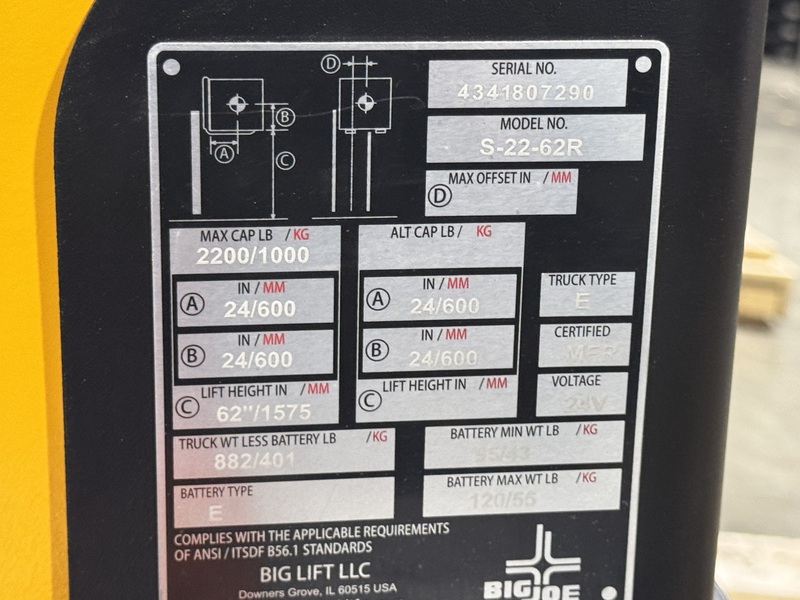 D
B
A
C
SERIAL NO.
4341807290
MODEL NO.
S-22-62R
MAX OFFSET IN / MM
D
MAX CAP LB / KG
2200/1000
ALT CAP LB / KG
A IN / MM
24/600
A IN / MM
24/600
TRUCK TYPE
E
B IN / MM
24/600
B IN / MM
24/600
CERTIFIED
C LIFT HEIGHT IN / MM
62"/1575
C LIFT HEIGHT IN / MM
VOLTAGE
24V
TRUCK WT LESS BATTERY LB / KG
882/401
BATTERY MIN WT LB / KG
95/43
BATTERY TYPE
E
BATTERY MAX WT LB / KG
120/55
COMPLIES WITH THE APPLICABLE REQUIREMENTS
OF ANSI / ITSDF B56.1 STANDARDS
BIG LIFT LLC
Downers Grove, IL 60515 USA
BIG JOE